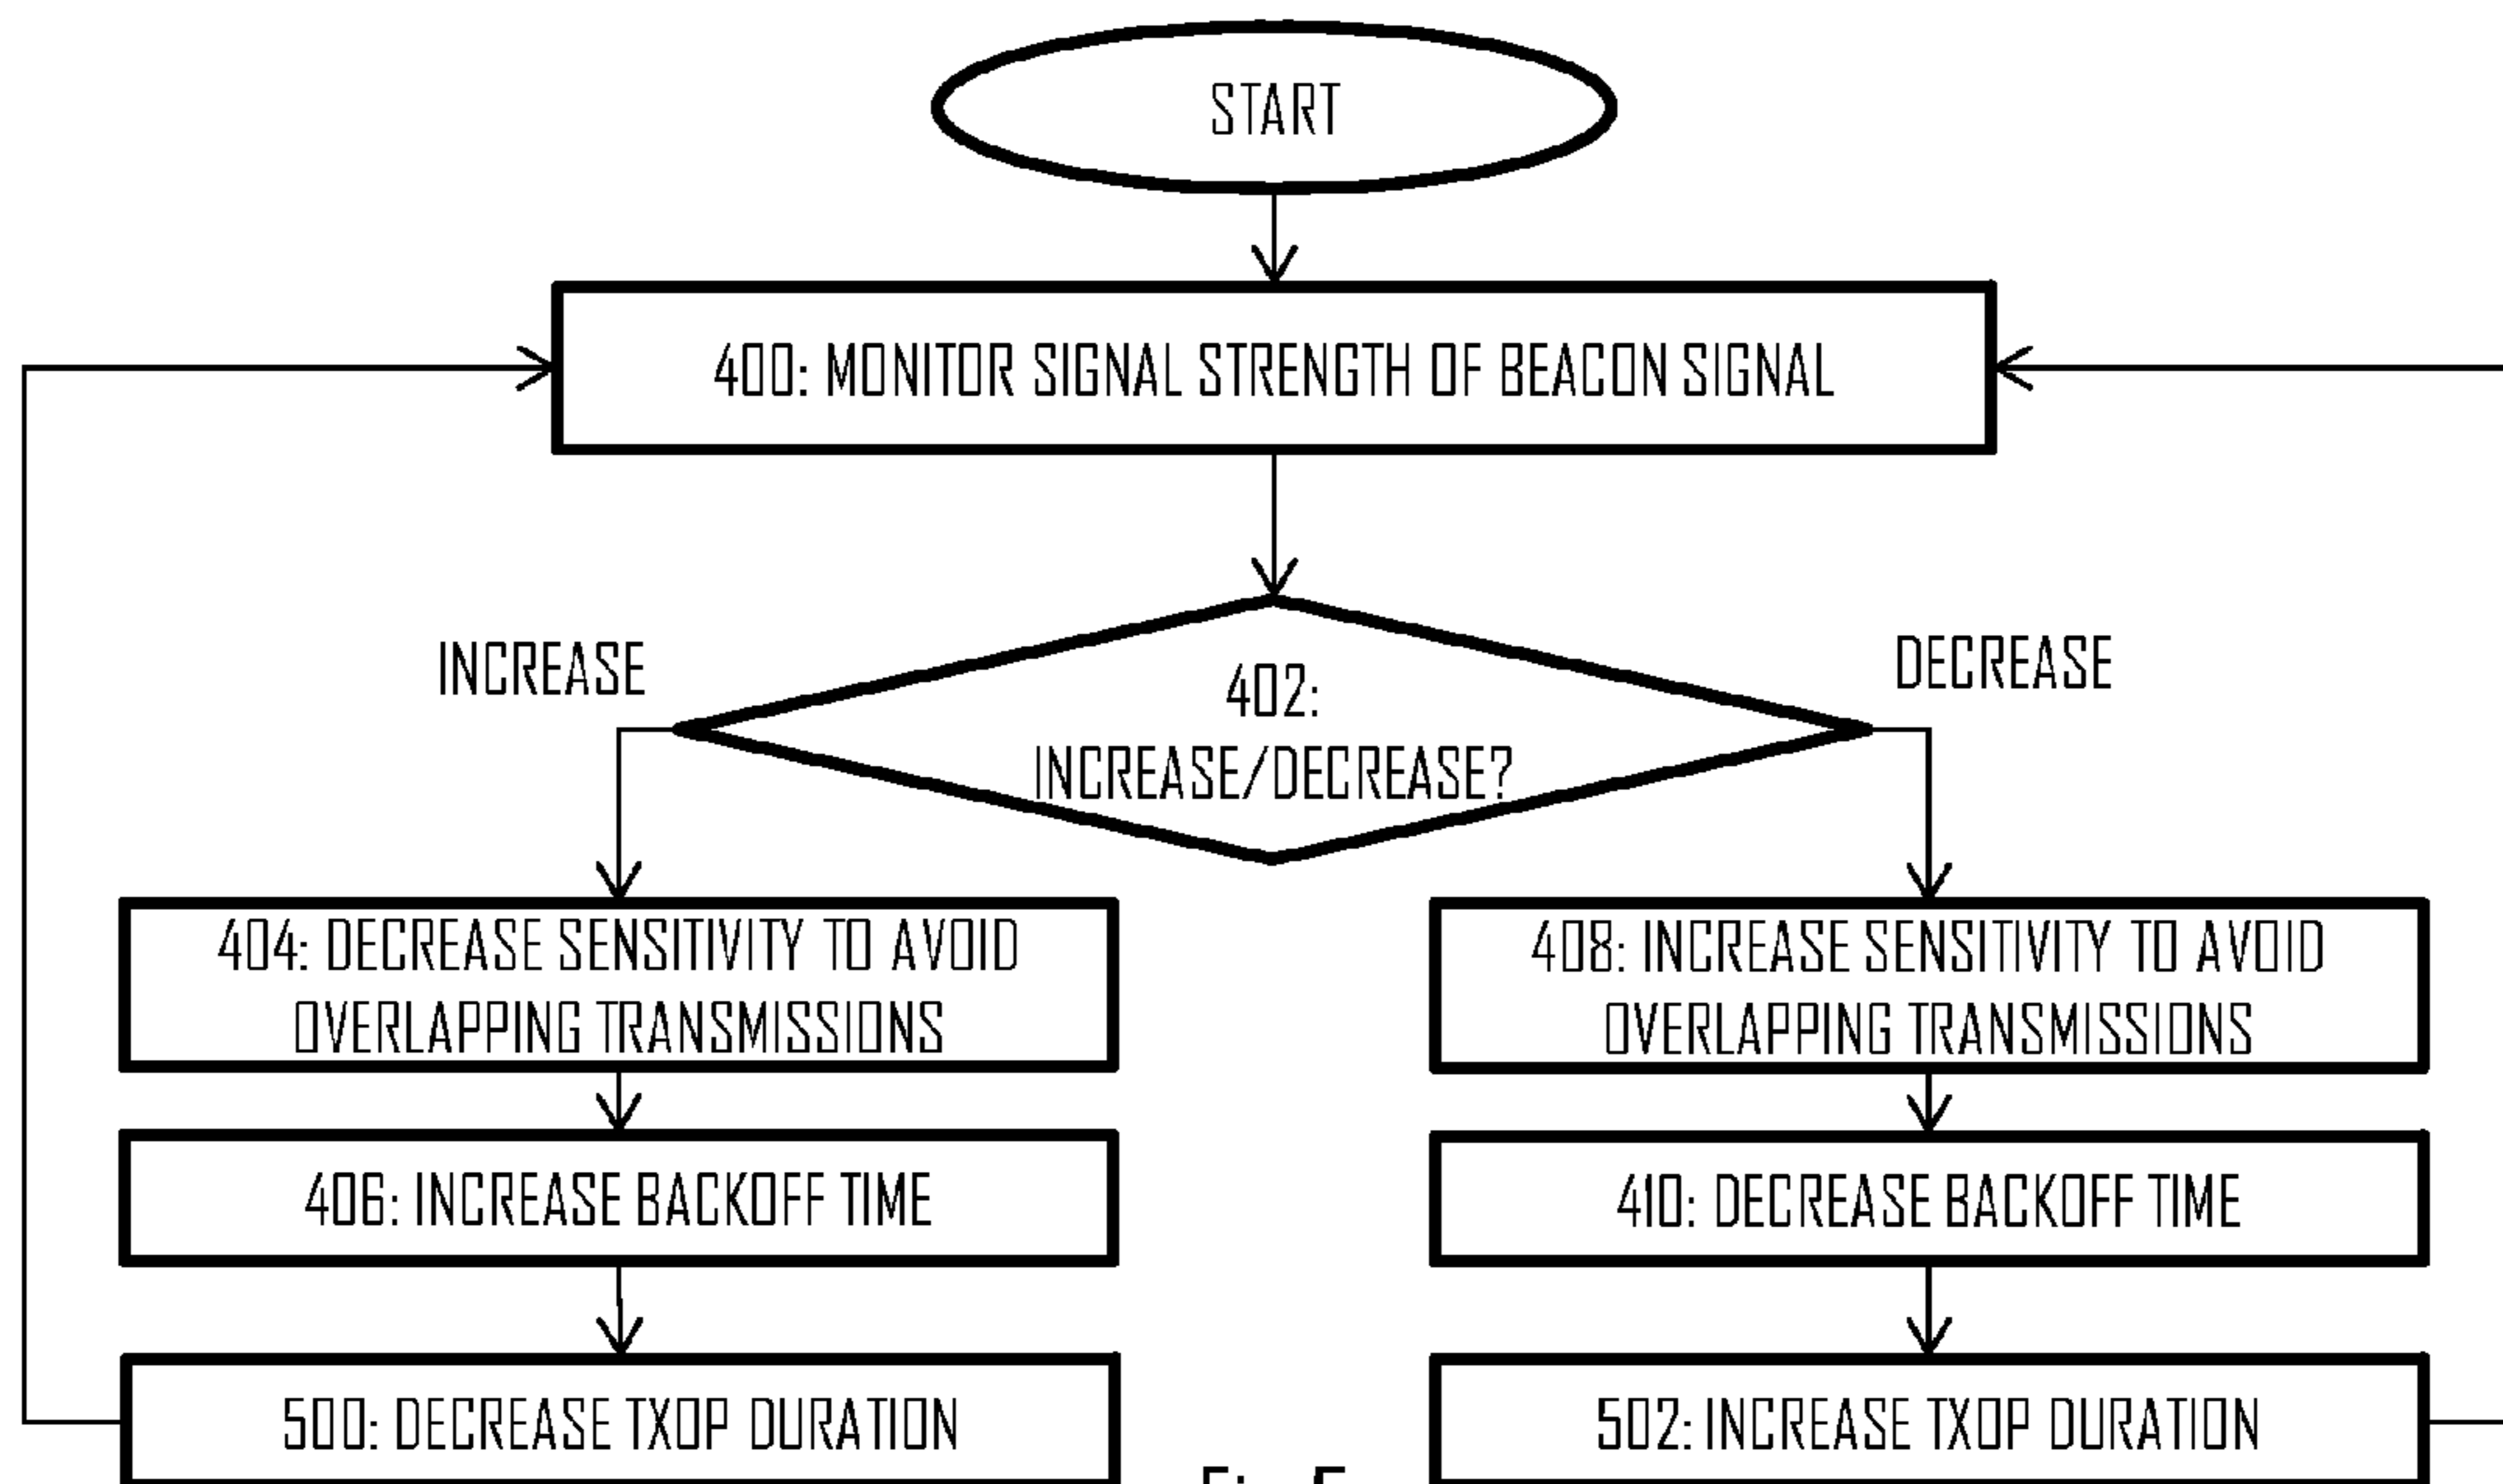 START
400: MONITOR SIGNAL STRENGTH OF BEACON SIGNAL
INCREASE
DECREASE
402:
INCREASE/DECREASE?
404: DECREASE SENSITIVITY TO AVOID
OVERLAPPING TRANSMISSIONS
408: INCREASE SENSITIVITY TO AVOID
OVERLAPPING TRANSMISSIONS
406: INCREASE BACKOFF TIME
410: DECREASE BACKOFF TIME
500: DECREASE TXOP DURATION
502: INCREASE TXOP DURATION